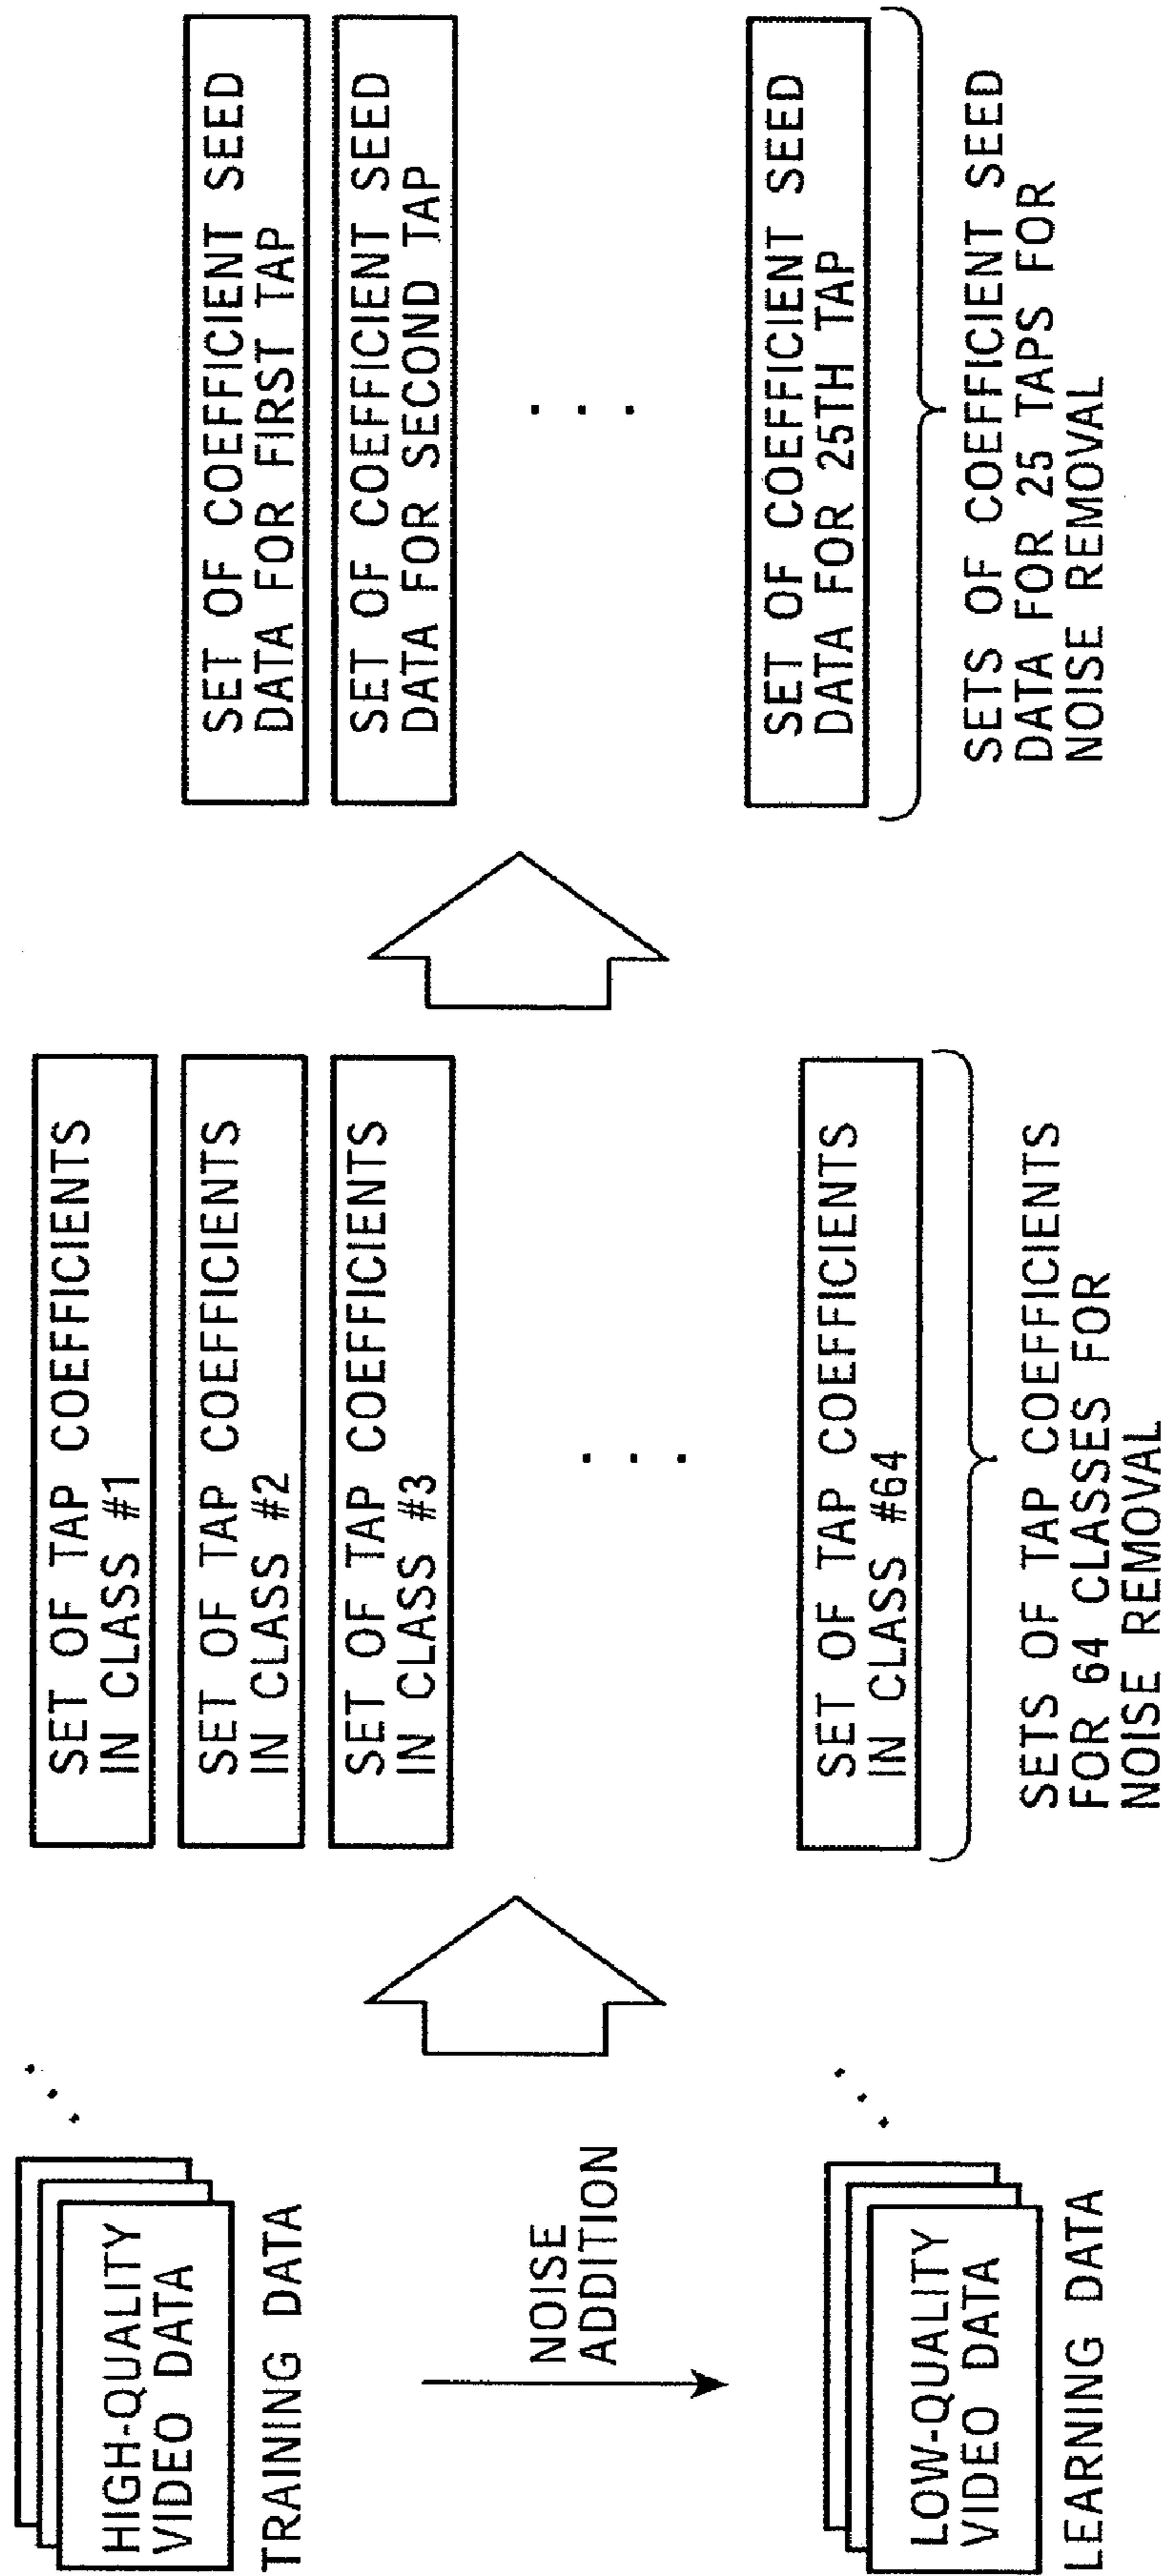 HIGH-QUALITY
VIDEO DATA
TRAINING DATA
NOISE
ADDITION
LOW-QUALITY
VIDEO DATA
LEARNING DATA
SET OF TAP COEFFICIENTS
IN CLASS #1
SET OF TAP COEFFICIENTS
IN CLASS #2
SET OF TAP COEFFICIENTS
IN CLASS #3
SET OF TAP COEFFICIENTS
IN CLASS #64
SETS OF TAP COEFFICIENTS
FOR 64 CLASSES FOR
NOISE REMOVAL
SET OF COEFFICIENT SEED
DATA FOR FIRST TAP
SET OF COEFFICIENT SEED
DATA FOR SECOND TAP
SET OF COEFFICIENT SEED
DATA FOR 25TH TAP
SETS OF COEFFICIENT SEED
DATA FOR 25 TAPS FOR
NOISE REMOVAL